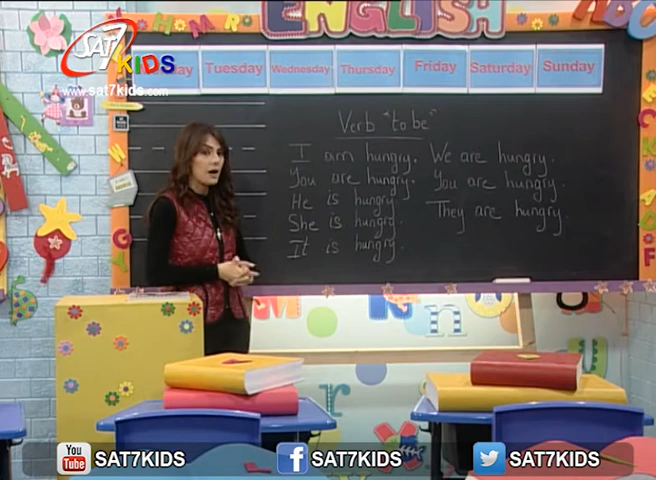 ENGLISH
SAT7
KIDS
www.sat7kids.com
Tuesday Wednesday Thursday Friday Saturday Sunday
Verb "to be"
I am hungry. We are hungry.
You are hungry. You are hungry.
He is hungry. They are hungry.
She is hungry.
It is hungry.
You Tube SAT7KIDS f SAT7KIDS SAT7KIDS